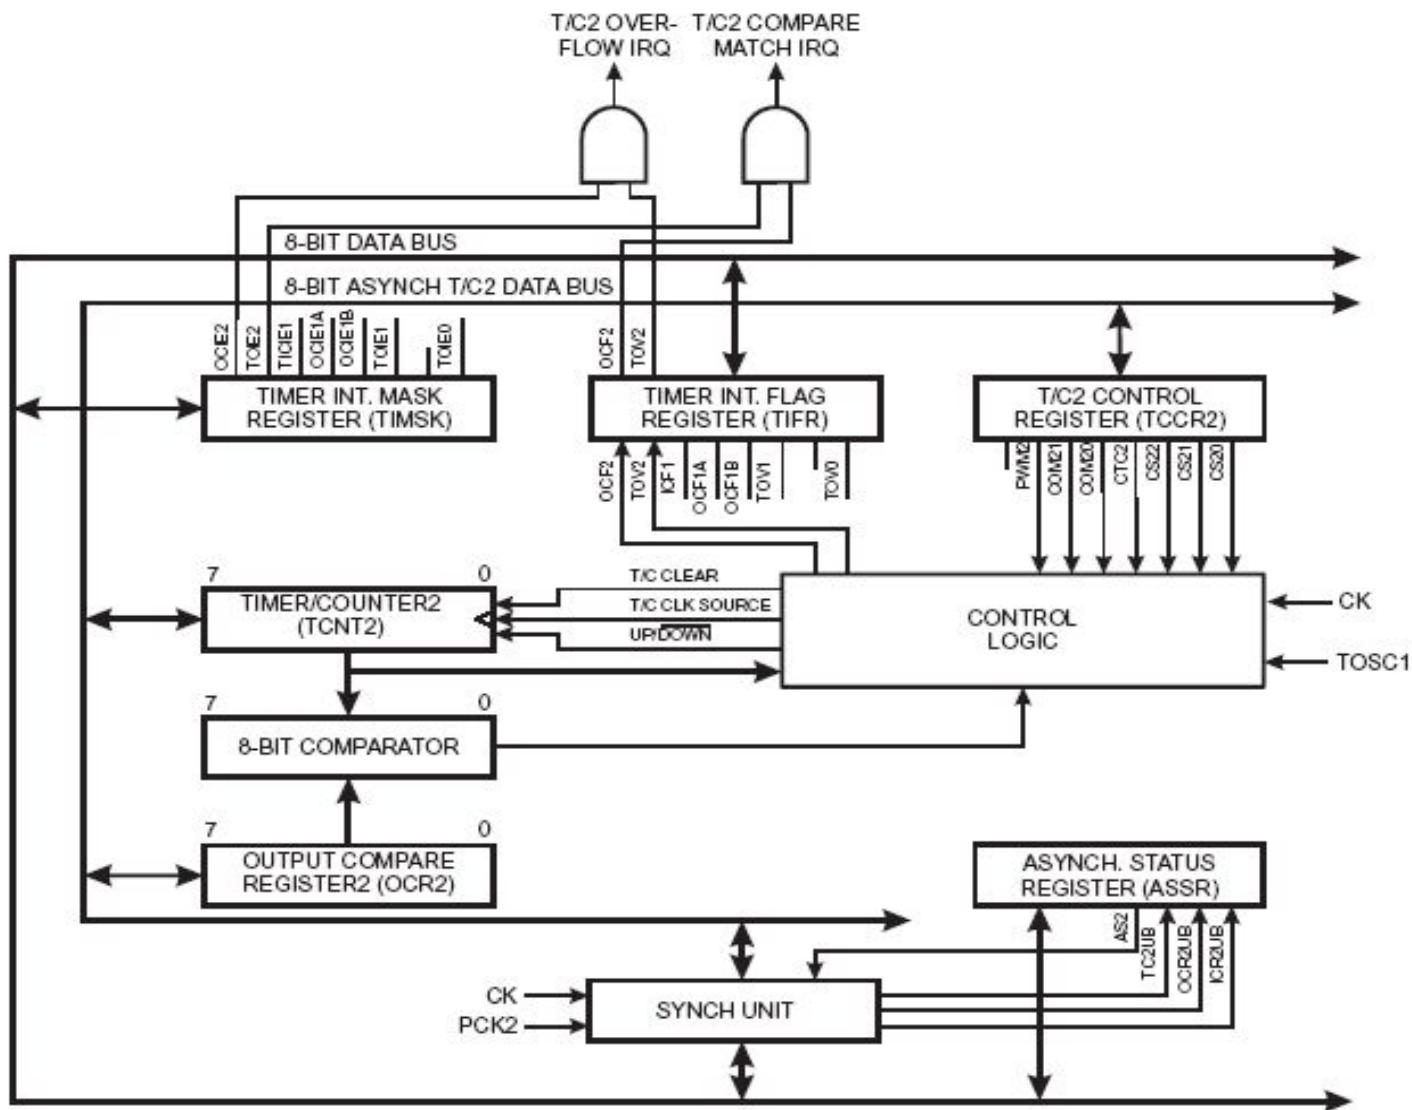 T/C2 OVER-
FLOW IRQ
T/C2 COMPARE
MATCH IRQ
8-BIT DATA BUS
8-BIT ASYNCH T/C2 DATA BUS
OCIE2
TOIE2
TICIE1
OCIE1A
OCIE1B
TOIE1
TOIE0
OCF2
TOV2
TIMER INT. MASK
REGISTER (TIMSK)
TIMER INT. FLAG
REGISTER (TIFR)
T/C2 CONTROL
REGISTER (TCCR2)
OCF2
TOV2
ICF1
OCF1A
OCF1B
TOV1
TOV0
PWM2
COM21
COM20
CTC2
CS22
CS21
CS20
7
0
TIMER/COUNTER2
(TCNT2)
T/C CLEAR
T/C CLK SOURCE
UP/DOWN
CONTROL
LOGIC
CK
TOSC1
7
0
8-BIT COMPARATOR
7
0
OUTPUT COMPARE
REGISTER2 (OCR2)
ASYNCH. STATUS
REGISTER (ASSR)
AS2
TC2UB
OCR2UB
ICR2UB
CK
PCK2
SYNCH UNIT